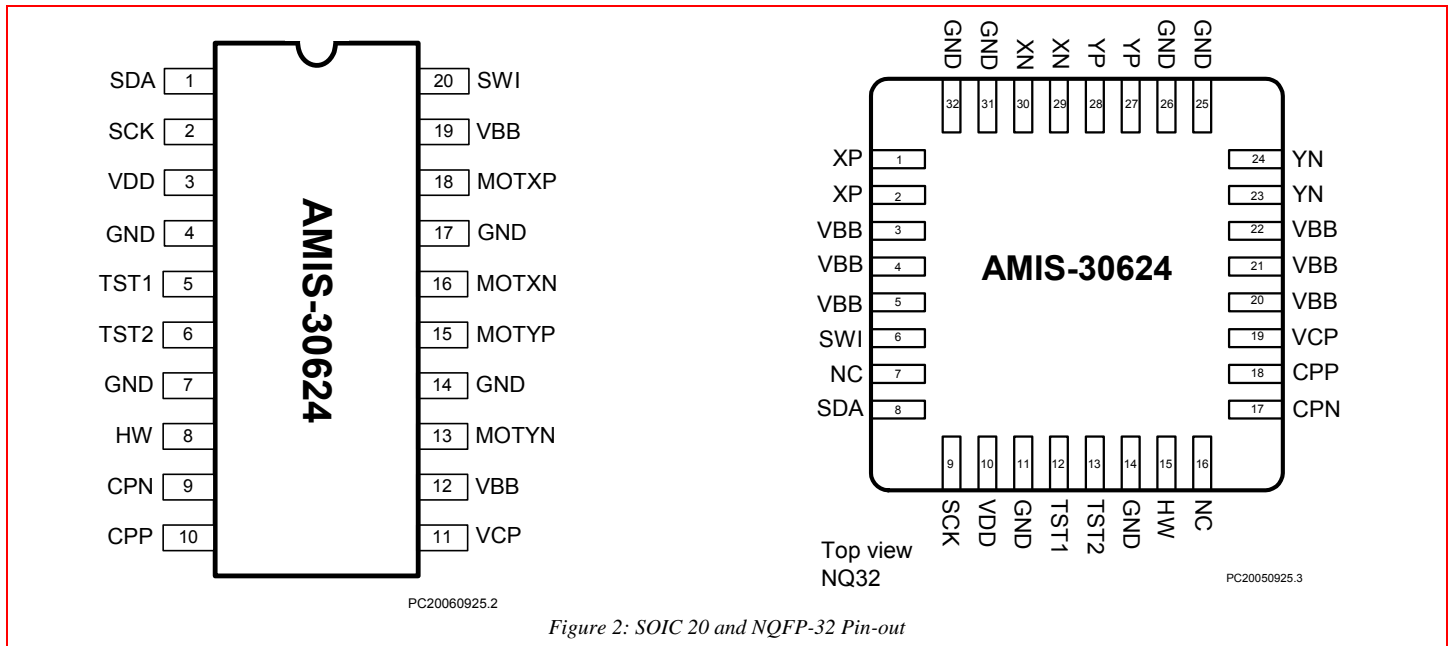 SDA 1
SCK 2
VDD 3
GND 4
TST1 5
TST2 6
GND 7
HW 8
CPN 9
CPP 10
AMIS-30624
20 SWI
19 VBB
18 MOTXP
17 GND
16 MOTXN
15 MOTYP
14 GND
13 MOTYN
12 VBB
11 VCP
PC20060925.2
GND GND XN XN YP YP GND GND
32 31 30 29 28 27 26 25
XP 1
XP 2
VBB 3
VBB 4
VBB 5
SWI 6
NC 7
SDA 8
AMIS-30624
24 YN
23 YN
22 VBB
21 VBB
20 VBB
19 VCP
18 CPP
17 CPN
9 10 11 12 13 14 15 16
SCK VDD GND TST1 TST2 GND HW NC
Top view
NQ32
PC20050925.3
Figure 2: SOIC 20 and NQFP-32 Pin-out